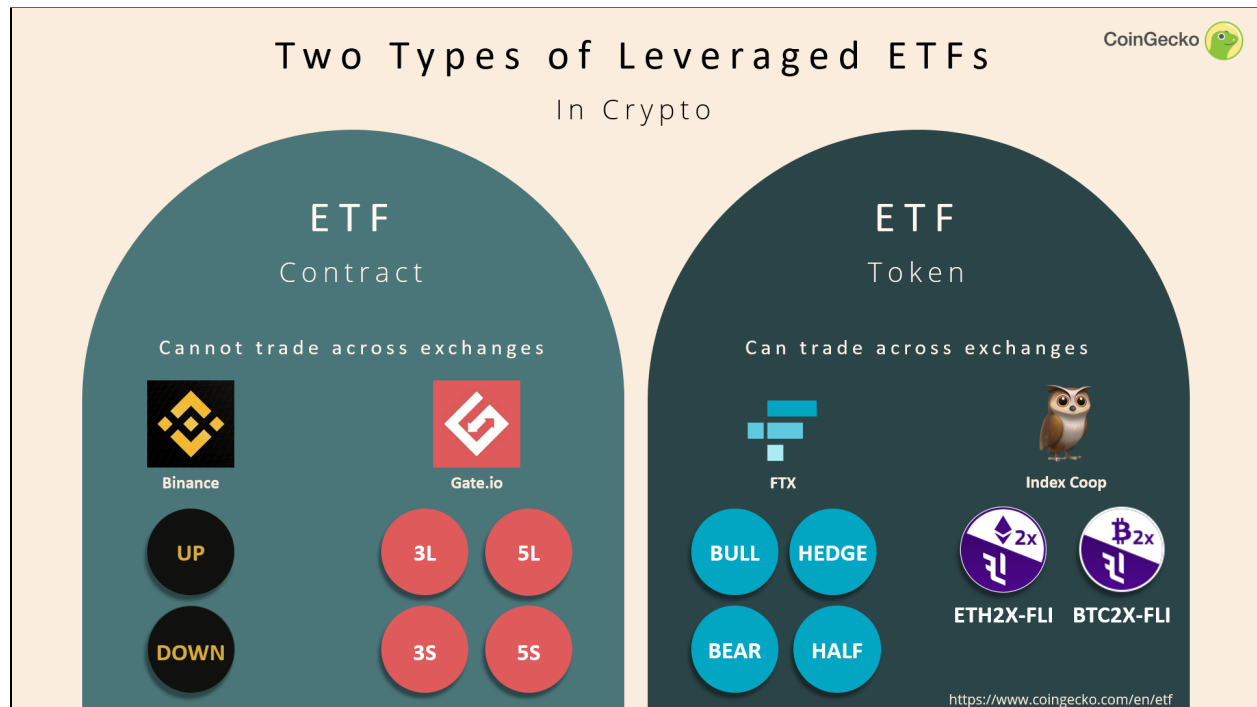 Two Types of Leveraged ETFs
In Crypto
CoinGecko
ETF
Contract
Cannot trade across exchanges
Binance
Gate.io
UP
3L
5L
DOWN
3S
5S
ETF
Token
Can trade across exchanges
FTX
Index Coop
BULL
HEDGE
2x
2x
ETH2X-FLI
BTC2X-FLI
BEAR
HALF
https://www.coingecko.com/en/etf